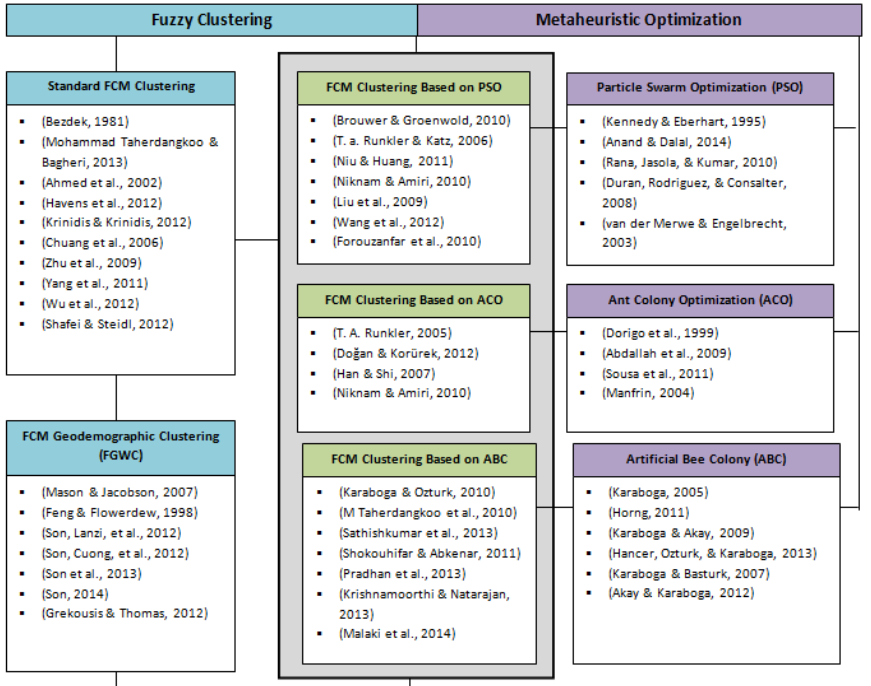 Fuzzy Clustering
Metaheuristic Optimization
Standard FCM Clustering
▪ (Bezdek, 1981)
▪ (Mohammad Taherdangkoo &
Bagheri, 2013)
▪ (Ahmed et al., 2002)
▪ (Havens et al., 2012)
▪ (Krinidis & Krinidis, 2012)
▪ (Chuang et al., 2006)
▪ (Zhu et al., 2009)
▪ (Yang et al., 2011)
▪ (Wu et al., 2012)
▪ (Shafei & Steidl, 2012)
FCM Geodemographic Clustering
(FGWC)
▪ (Mason & Jacobson, 2007)
▪ (Feng & Flowerdew, 1998)
▪ (Son, Lanzi, et al., 2012)
▪ (Son, Cuong, et al., 2012)
▪ (Son et al., 2013)
▪ (Son, 2014)
▪ (Grekousis & Thomas, 2012)
FCM Clustering Based on PSO
▪ (Brouwer & Groenwold, 2010)
▪ (T. a. Runkler & Katz, 2006)
▪ (Niu & Huang, 2011)
▪ (Niknam & Amiri, 2010)
▪ (Liu et al., 2009)
▪ (Wang et al., 2012)
▪ (Forouzanfar et al., 2010)
FCM Clustering Based on ACO
▪ (T. A. Runkler, 2005)
▪ (Doğan & Korürek, 2012)
▪ (Han & Shi, 2007)
▪ (Niknam & Amiri, 2010)
FCM Clustering Based on ABC
▪ (Karaboga & Ozturk, 2010)
▪ (M Taherdangkoo et al., 2010)
▪ (Sathishkumar et al., 2013)
▪ (Shokouhifar & Abkenar, 2011)
▪ (Pradhan et al., 2013)
▪ (Krishnamoorthi & Natarajan,
2013)
▪ (Malaki et al., 2014)
Particle Swarm Optimization (PSO)
▪ (Kennedy & Eberhart, 1995)
▪ (Anand & Dalal, 2014)
▪ (Rana, Jasola, & Kumar, 2010)
▪ (Duran, Rodriguez, & Consalter,
2008)
▪ (van der Merwe & Engelbrecht,
2003)
Ant Colony Optimization (ACO)
▪ (Dorigo et al., 1999)
▪ (Abdallah et al., 2009)
▪ (Sousa et al., 2011)
▪ (Manfrin, 2004)
Artificial Bee Colony (ABC)
▪ (Karaboga, 2005)
▪ (Horng, 2011)
▪ (Karaboga & Akay, 2009)
▪ (Hancer, Ozturk, & Karaboga, 2013)
▪ (Karaboga & Basturk, 2007)
▪ (Akay & Karaboga, 2012)